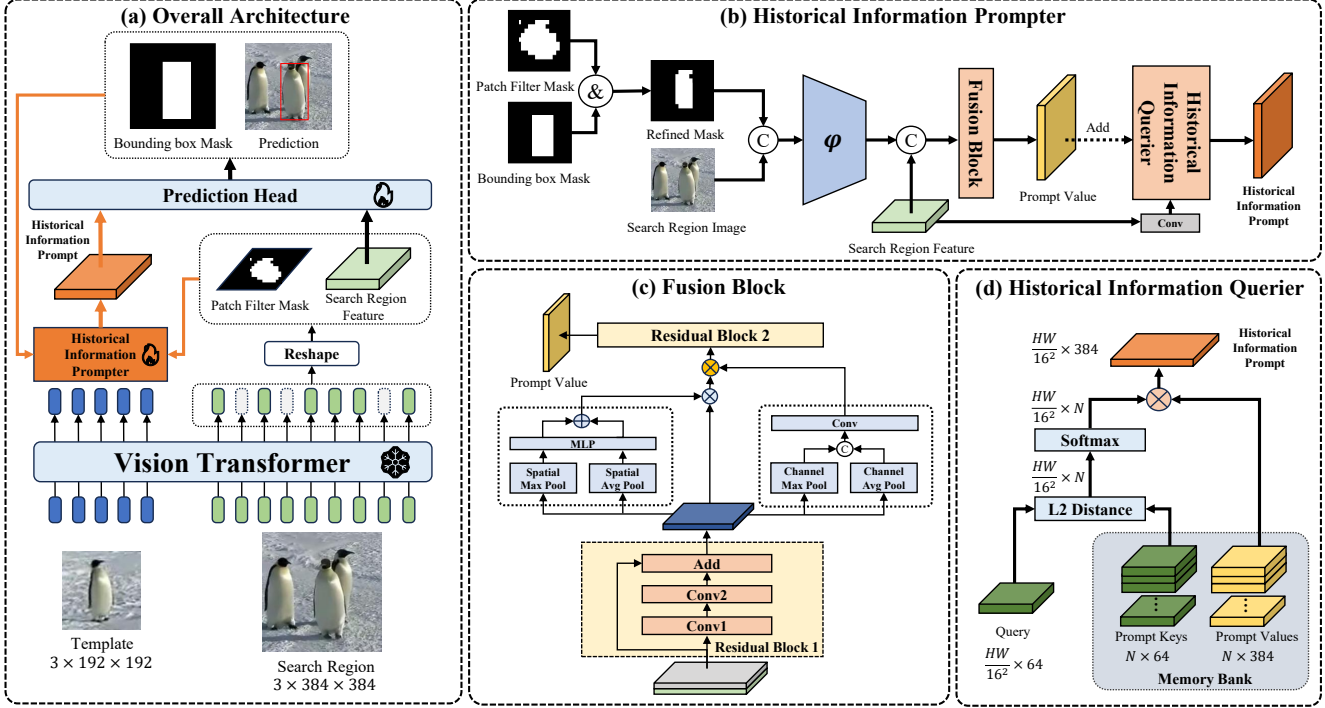 (a) Overall Architecture
Bounding box Mask
Prediction
Prediction Head
Historical
Information
Prompt
Patch Filter Mask
Search Region
Feature
Historical
Information
Prompter
Reshape
Vision Transformer
Template
3 × 192 × 192
Search Region
3 × 384 × 384
(b) Historical Information Prompter
Patch Filter Mask
&
Bounding box Mask
Refined Mask
Search Region Image
C
φ
C
Search Region Feature
Fusion Block
Prompt Value
Add
Historical
Information
Querier
Conv
Historical
Information
Prompt
(c) Fusion Block
Residual Block 2
Prompt Value
MLP
Spatial
Max Pool
Spatial
Avg Pool
Conv
C
Channel
Max Pool
Channel
Avg Pool
Add
Conv2
Conv1
Residual Block 1
(d) Historical Information Querier
HW/16² × 384
Historical
Information
Prompt
HW/16² × N
Softmax
HW/16² × N
L2 Distance
Query
HW/16² × 64
Prompt Keys
N × 64
Prompt Values
N × 384
Memory Bank